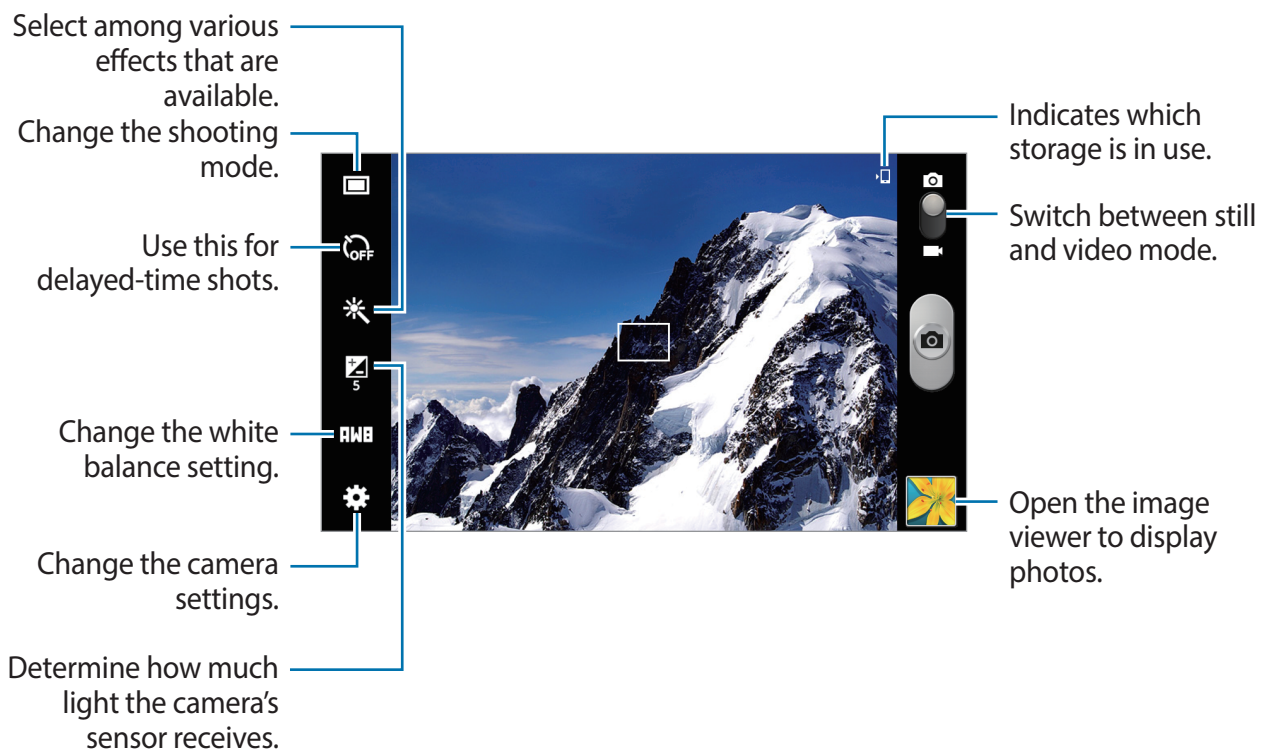 Select among various
effects that are
available.
Change the shooting
mode.
Use this for
delayed-time shots.
Change the white
balance setting.
Change the camera
settings.
Determine how much
light the camera’s
sensor receives.
OFF
5
AWB
Indicates which
storage is in use.
Switch between still
and video mode.
Open the image
viewer to display
photos.